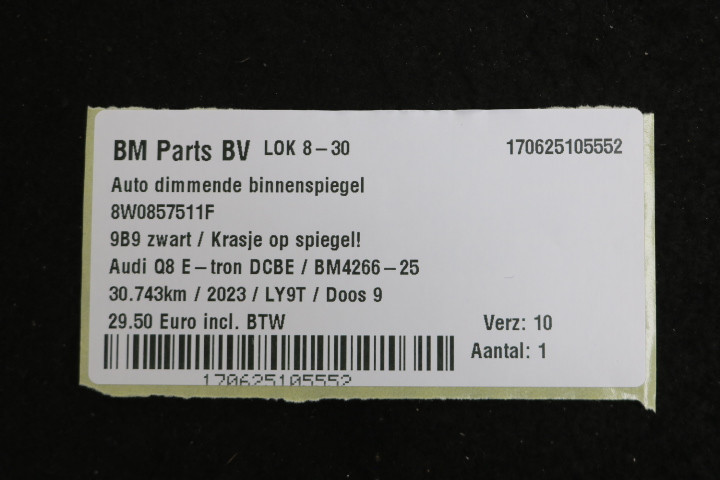 BM Parts BV LOK 8-30 170625105552
Auto dimmende binnenspiegel
8W0857511F
9B9 zwart / Krasje op spiegel!
Audi Q8 E-tron DCBE / BM4266-25
30.743km / 2023 / LY9T / Doos 9
29.50 Euro incl. BTW Verz: 10
Aantal: 1
170625105552